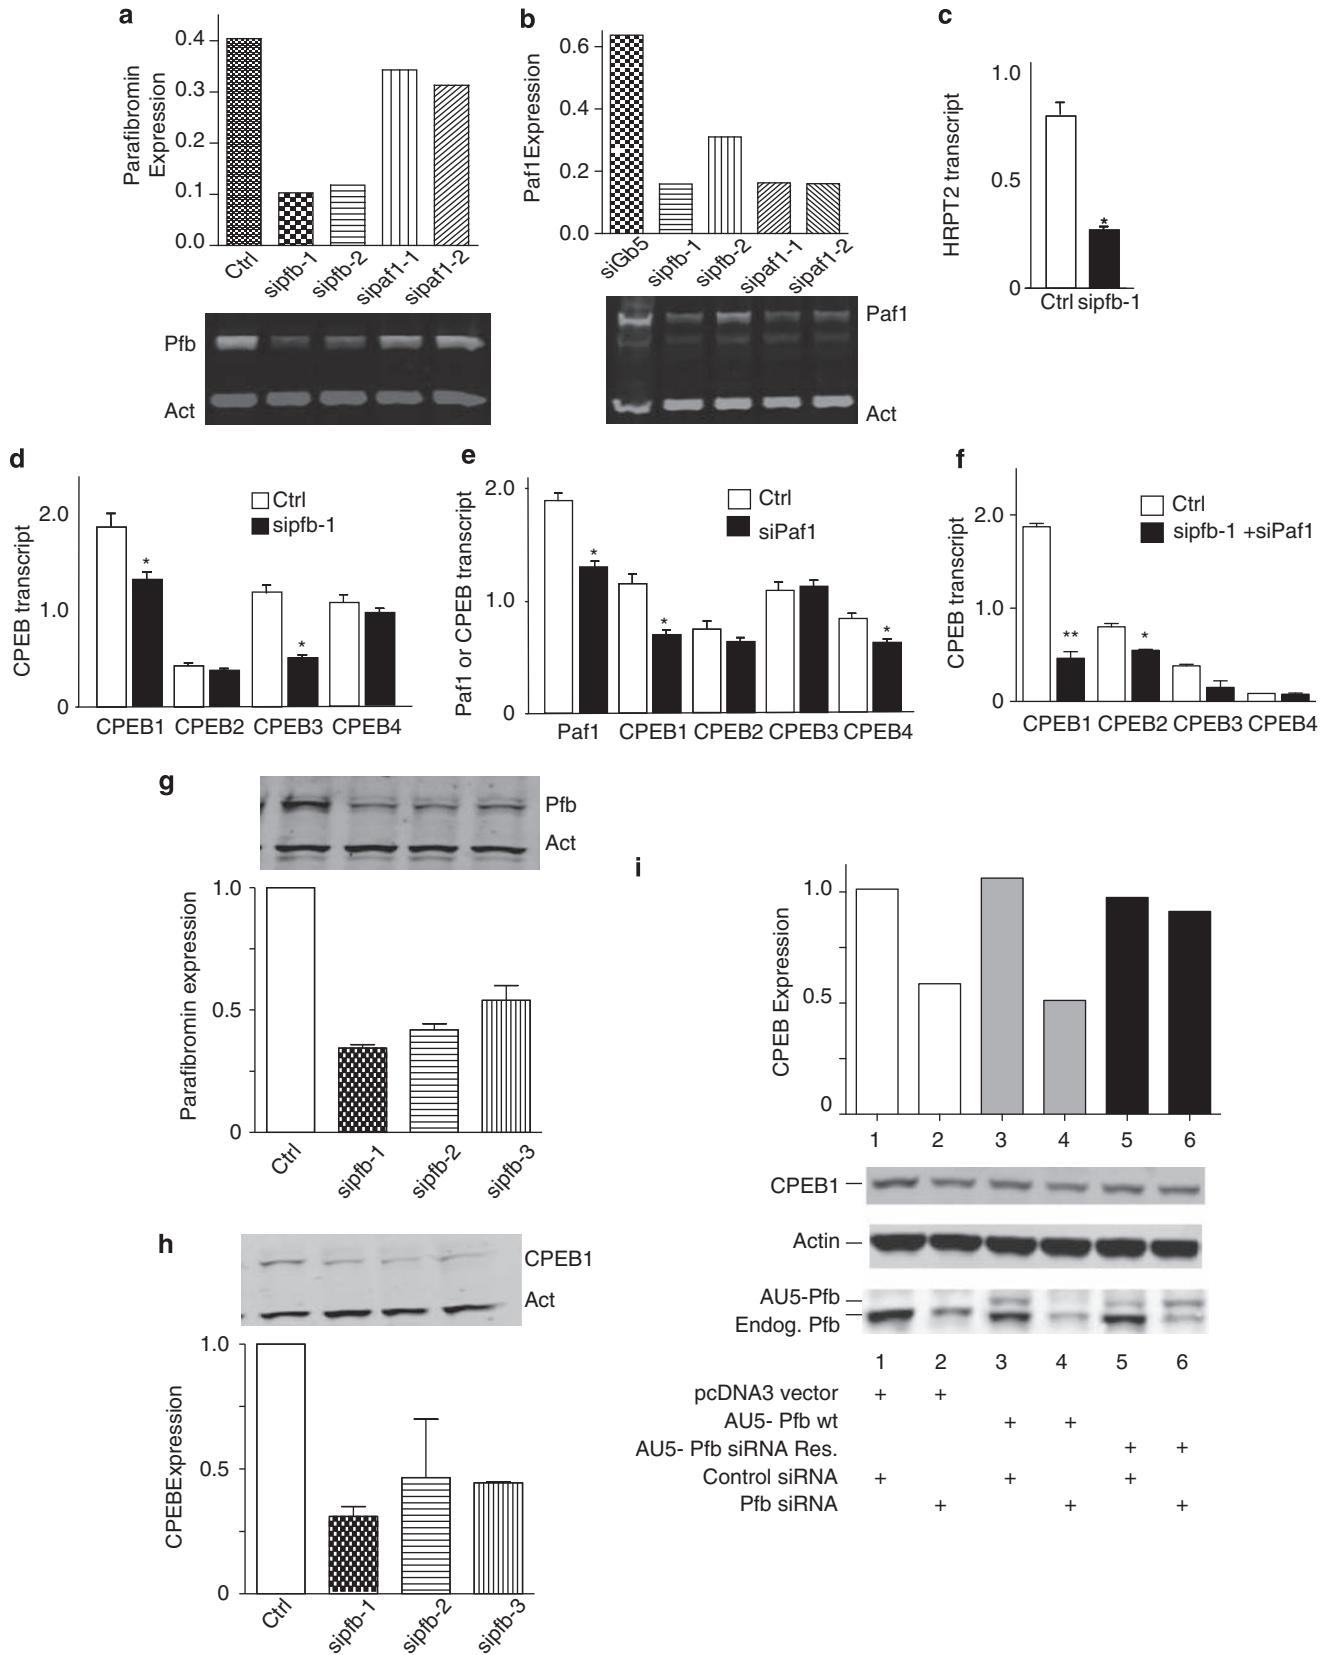 a
Parafibromin
Expression
0.4
0.3
0.2
0.1
0.0
Ctrl
sipfb-1
sipfb-2
sipaf1-1
sipaf1-2
Pfb
Act
b
Paf1Expression
0.6
0.4
0.2
0.0
siGb5
sipfb-1
sipfb-2
sipaf1-1
sipaf1-2
Paf1
Act
c
HRPT2 transcript
1.0
0.5
0
*
Ctrl sipfb-1
d
CPEB transcript
2.0
1.0
0
Ctrl
sipfb-1
*
*
CPEB1 CPEB2 CPEB3 CPEB4
e
Paf1 or CPEB transcript
2.0
1.0
0
Ctrl
siPaf1
*
*
*
Paf1 CPEB1 CPEB2 CPEB3 CPEB4
f
CPEB transcript
2.0
1.0
0
Ctrl
sipfb-1 +siPaf1
**
*
CPEB1 CPEB2 CPEB3 CPEB4
g
Pfb
Act
Parafibromin expression
1.0
0.5
0
Ctrl
sipfb-1
sipfb-2
sipfb-3
h
CPEB1
Act
CPEBExpression
1.0
0.5
0
Ctrl
sipfb-1
sipfb-2
sipfb-3
i
CPEB Expression
1.0
0.5
0
1 2 3 4 5 6
CPEB1
Actin
AU5-Pfb
Endog. Pfb
1 2 3 4 5 6
pcDNA3 vector + +
AU5- Pfb wt + +
AU5- Pfb siRNA Res. + +
Control siRNA + + +
Pfb siRNA + + +